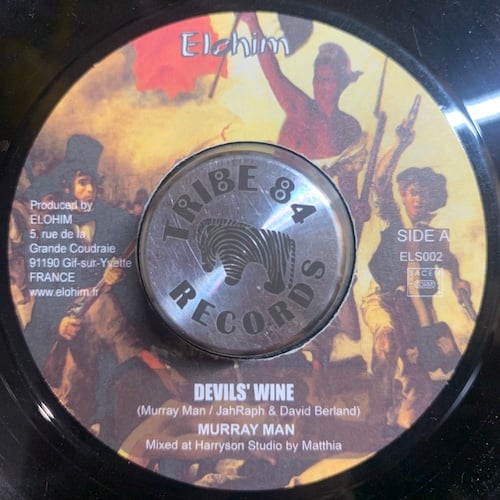 Elohim
TRIBE 84
RECORDS
Produced by
ELOHIM
5, rue de la
Grande Coudraie
91190 Gif-sur-Yvette
FRANCE
www.elohim.fr
SIDE A
ELS002
SACEM
DEVILS' WINE
(Murray Man / JahRaph & David Berland)
MURRAY MAN
Mixed at Harryson Studio by Matthia